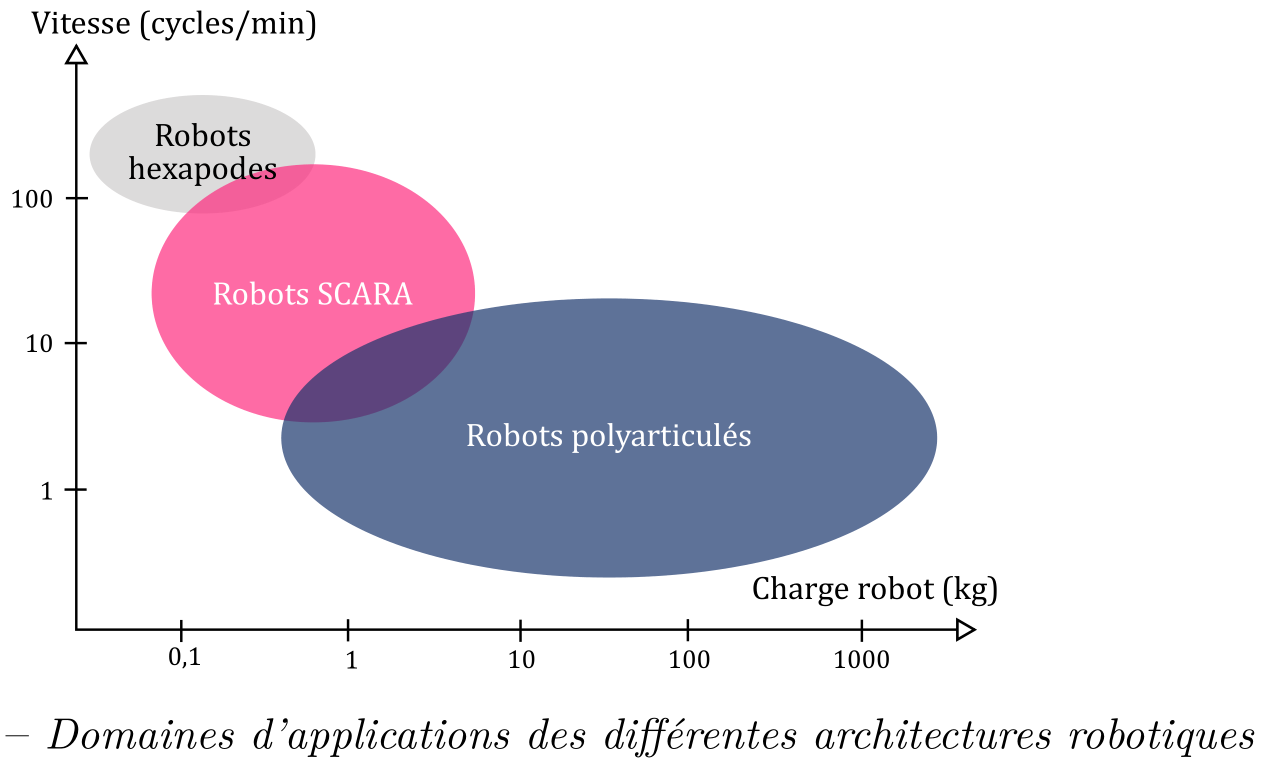 Vitesse (cycles/min)
Robots
hexapodes
100
Robots SCARA
10
Robots polyarticulés
1
Charge robot (kg)
0,1
1
10
100
1000
– Domaines d'applications des différentes architectures robotiques